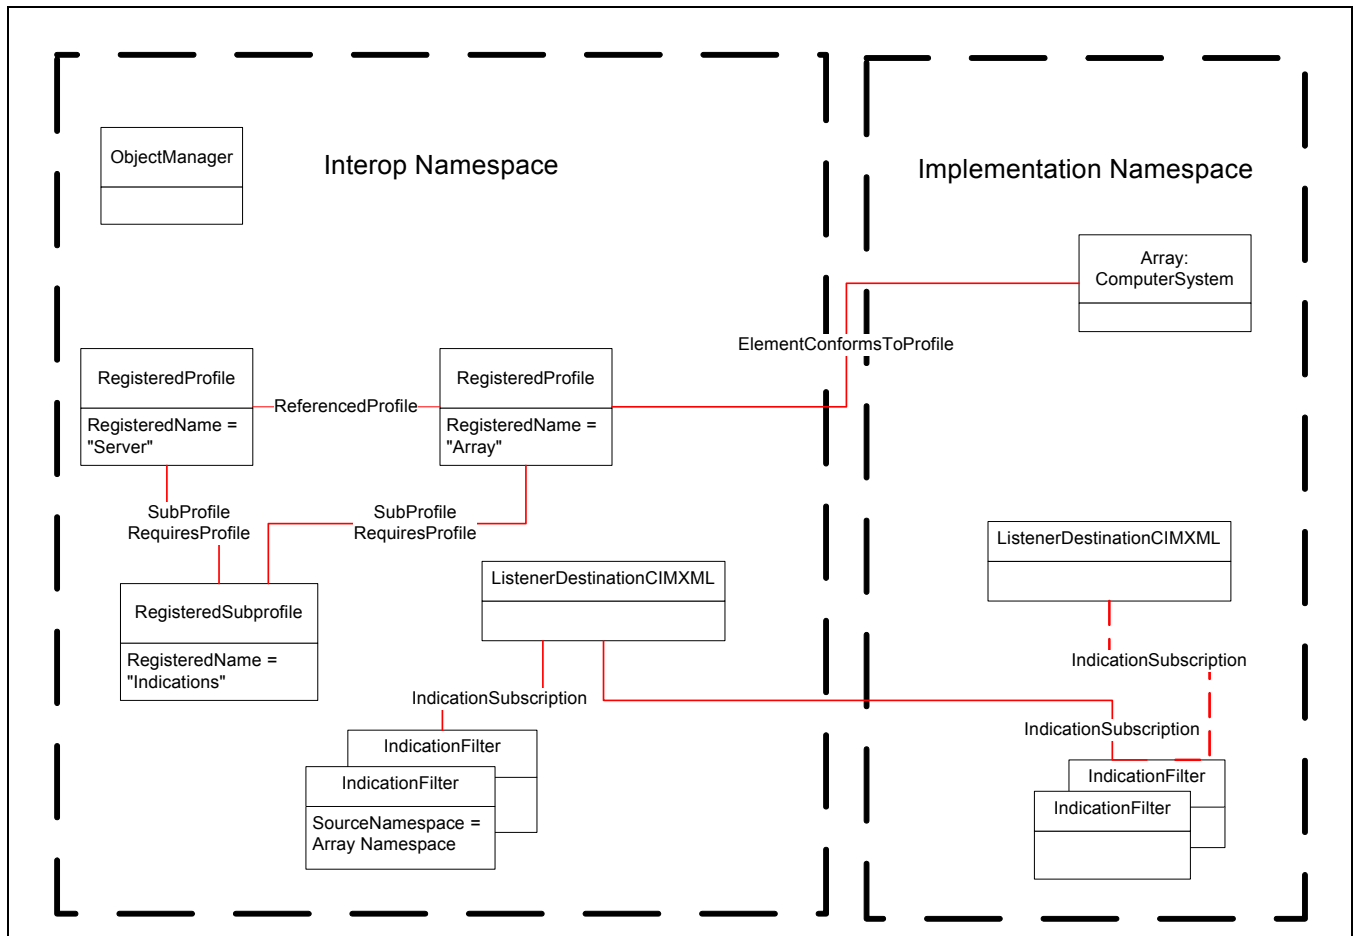 Interop Namespace
Implementation Namespace
ObjectManager
Array:
ComputerSystem
ElementConformsToProfile
RegisteredProfile
RegisteredName =
"Server"
ReferencedProfile
RegisteredProfile
RegisteredName =
"Array"
SubProfile
RequiresProfile
SubProfile
RequiresProfile
ListenerDestinationCIMXML
ListenerDestinationCIMXML
RegisteredSubprofile
RegisteredName =
"Indications"
IndicationSubscription
IndicationSubscription
IndicationSubscription
IndicationFilter
IndicationFilter
SourceNamespace =
Array Namespace
IndicationFilter
IndicationFilter